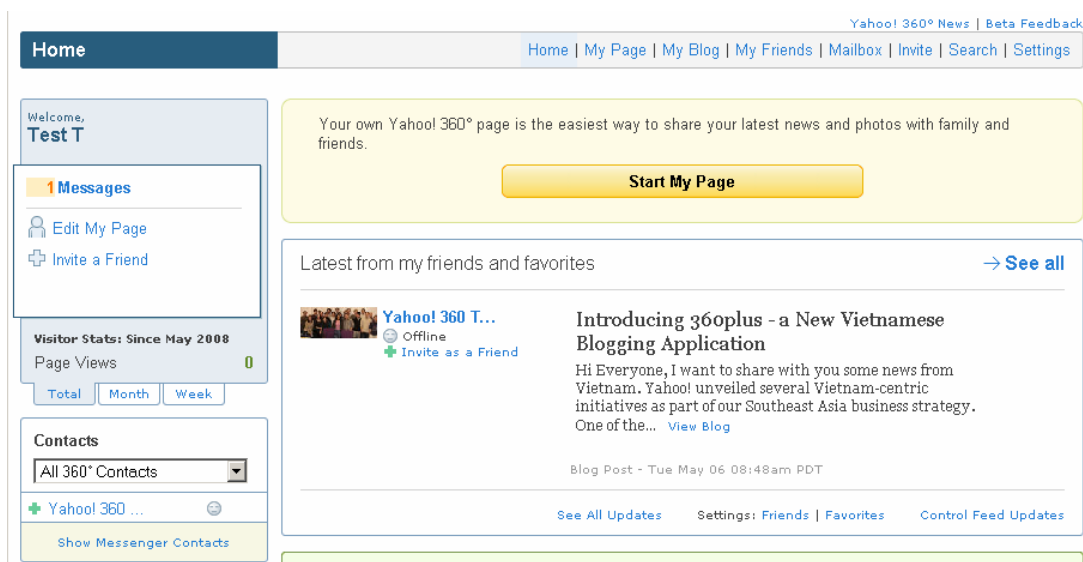 Yahoo! 360° News | Beta Feedback
Home
Home | My Page | My Blog | My Friends | Mailbox | Invite | Search | Settings
Welcome,
Test T
1 Messages
Edit My Page
Invite a Friend
Visitor Stats: Since May 2008
Page Views 0
Total Month Week
Contacts
All 360° Contacts
Yahoo! 360 ...
Show Messenger Contacts
Your own Yahoo! 360° page is the easiest way to share your latest news and photos with family and
friends.
Start My Page
Latest from my friends and favorites
→ See all
Yahoo! 360 T...
Offline
Invite as a Friend
Introducing 360plus - a New Vietnamese
Blogging Application
Hi Everyone, I want to share with you some news from
Vietnam. Yahoo! unveiled several Vietnam-centric
initiatives as part of our Southeast Asia business strategy.
One of the... View Blog
Blog Post - Tue May 06 08:48am PDT
See All Updates Settings: Friends | Favorites Control Feed Updates